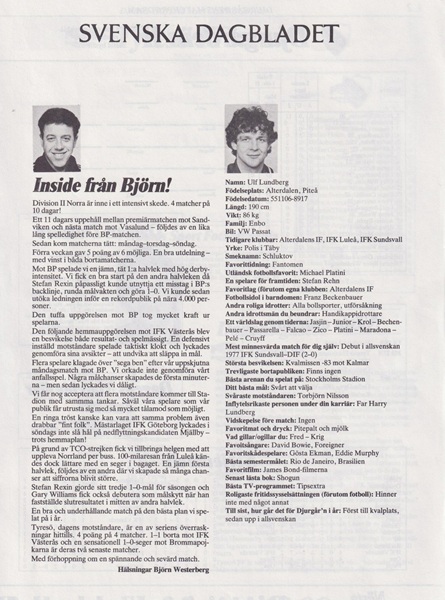 SVENSKA DAGBLADET
Inside från Björn!
Division II Norra är inne i ett intensivt skede. 4 matcher på
10 dagar!
Ett 11 dagars uppehåll mellan premiärmatchen mot Sand-
viken och nästa match mot Vasalund – följdes av en lika
lång spelledighet före BP-matchen.
Sedan kom matcherna tätt: måndag-torsdag-söndag.
Förra veckan gav 5 poäng av 6 möjliga. En bra utdelning –
med vinst i båda bortamatcherna.
Mot BP spelade vi en jämn, tät 1:a halvlek med hög derby-
intensitet. Vi fick en bra start på den andra halvleken då
Stefan Rexin påpassligt kunde utnyttja ett misstag i BP:s
backlinje, runda målvakten och göra 1–0. Vi kunde sedan
utöka ledningen inför en rekordpublik på nära 4.000 per-
soner.
Den tuffa uppgörelsen mot BP tog mycket kraft ur
spelarna.
Den följande hemmauppgörelsen mot IFK Västerås blev
en besvikelse både resultat- och spelmässigt. En defensivt
inställd motståndare spelade taktiskt klokt och lyckades
genomföra sina avsikter – att undvika att släppa in mål.
Flera spelare klagade över "sega ben" efter vår uppskjutna
måndagsmatch mot BP. Vi orkade inte genomföra vårt
anfallsspel. Några målchanser skapades de första minuter-
na – men sedan lyckades vi dåligt.
Vi får nog acceptera att flera motståndare kommer till Sta-
dion med samma tankar. Såväl våra spelare som vår
publik får utrusta sig med så mycket tålamod som möjligt.
En ringa tröst kanske kan vara att samma problem även
drabbar "fint folk". Mästarlaget IFK Göteborg lyckades i
söndags inte slå hål på nedflyttningskandidaten Mjällby –
trots hemmaplan!
På grund av TCO-strejken fick vi tillbringa helgen med att
uppleva Norrland per buss. 100-milaresan från Luleå kän-
des dock lättare med en seger i bagaget. En jämn första
halvlek, följdes av en andra där vi skapade så många chan-
ser att siffrorna blivit större.
Stefan Rexin gjorde sitt tredje 1–0-mål för säsongen och
Gary Williams fick också debutera som målskytt när han
fastställde slutresultatet i mitten av andra halvlek.
En bra och underhållande match på den bästa plan vi spe-
lat på i år.
Tyresö, dagens motståndare, är en av seriens överrask-
ningar hittills. 4 poäng på 4 matcher. 1–1 borta mot IFK
Västerås och en sensationell 1–0-seger mot Brommapoj-
karna är deras två senaste matcher.
Med förhoppning om en spännande och sevärd match.
Hälsningar Björn Westerberg
Namn: Ulf Lundberg
Födelseplats: Alterdalen, Piteå
Födelsedatum: 551106-8917
Längd: 190 cm
Vikt: 86 kg
Familj: Enbo
Bil: VW Passat
Tidigare klubbar: Alterdalens IF, IFK Luleå, IFK Sundsvall
Yrke: Polis i Täby
Smeknamn: Schluktov
Favorittidning: Fantomen
Utländsk fotbollsfavorit: Michael Platini
En spelare för framtiden: Stefan Rehn
Favoritlag (förutom egna klubben): Alterdalens IF
Fotbollsidol i barndomen: Franz Beckenbauer
Andra roliga idrotter: Alla bollsporter, utförsåkning
Andra idrottsmän du beundrar: Handikappidrottare
Ett världslag genom tiderna: Jasjin – Junior – Krol – Bechen-
bauer – Passarella – Falcao – Zico – Platini – Maradona –
Pelé – Cruyff
Mest minnesvärda match för dig själv: Debut i allsvenskan
1977 IFK Sundsvall–DIF (2–0)
Största besvikelsen: Kvalmissen -83 mot Kalmar
Trevligaste bortapubliken: Finns ingen
Bästa arenan du spelat på: Stockholms Stadion
Ditt bästa mål: Svårt att välja
Svåraste motståndaren: Torbjörn Nilsson
Inflytelserikaste personen under din karriär: Far Harry
Lundberg
Vidskepelse före match: Ingen
Favoritmat och dryck: Pitepalt och mjölk
Vad gillar/ogillar du: Fred – Krig
Favoitsångare: David Bowie, Foreigner
Favoritskådespelare: Gösta Ekman, Eddie Murphy
Bästa semestermålet: Rio de Janeiro, Brasilien
Favoritfilm: James Bond-filmerna
Senast lästa bok: Shogun
Bästa TV-programmet: Tipsextra
Roligaste fritidssysselsättningen (förutom fotboll): Hinner
inte med något annat
Till sist, hur går det för Djurgår'n i år: Först till kvalplats,
sedan upp i allsvenskan